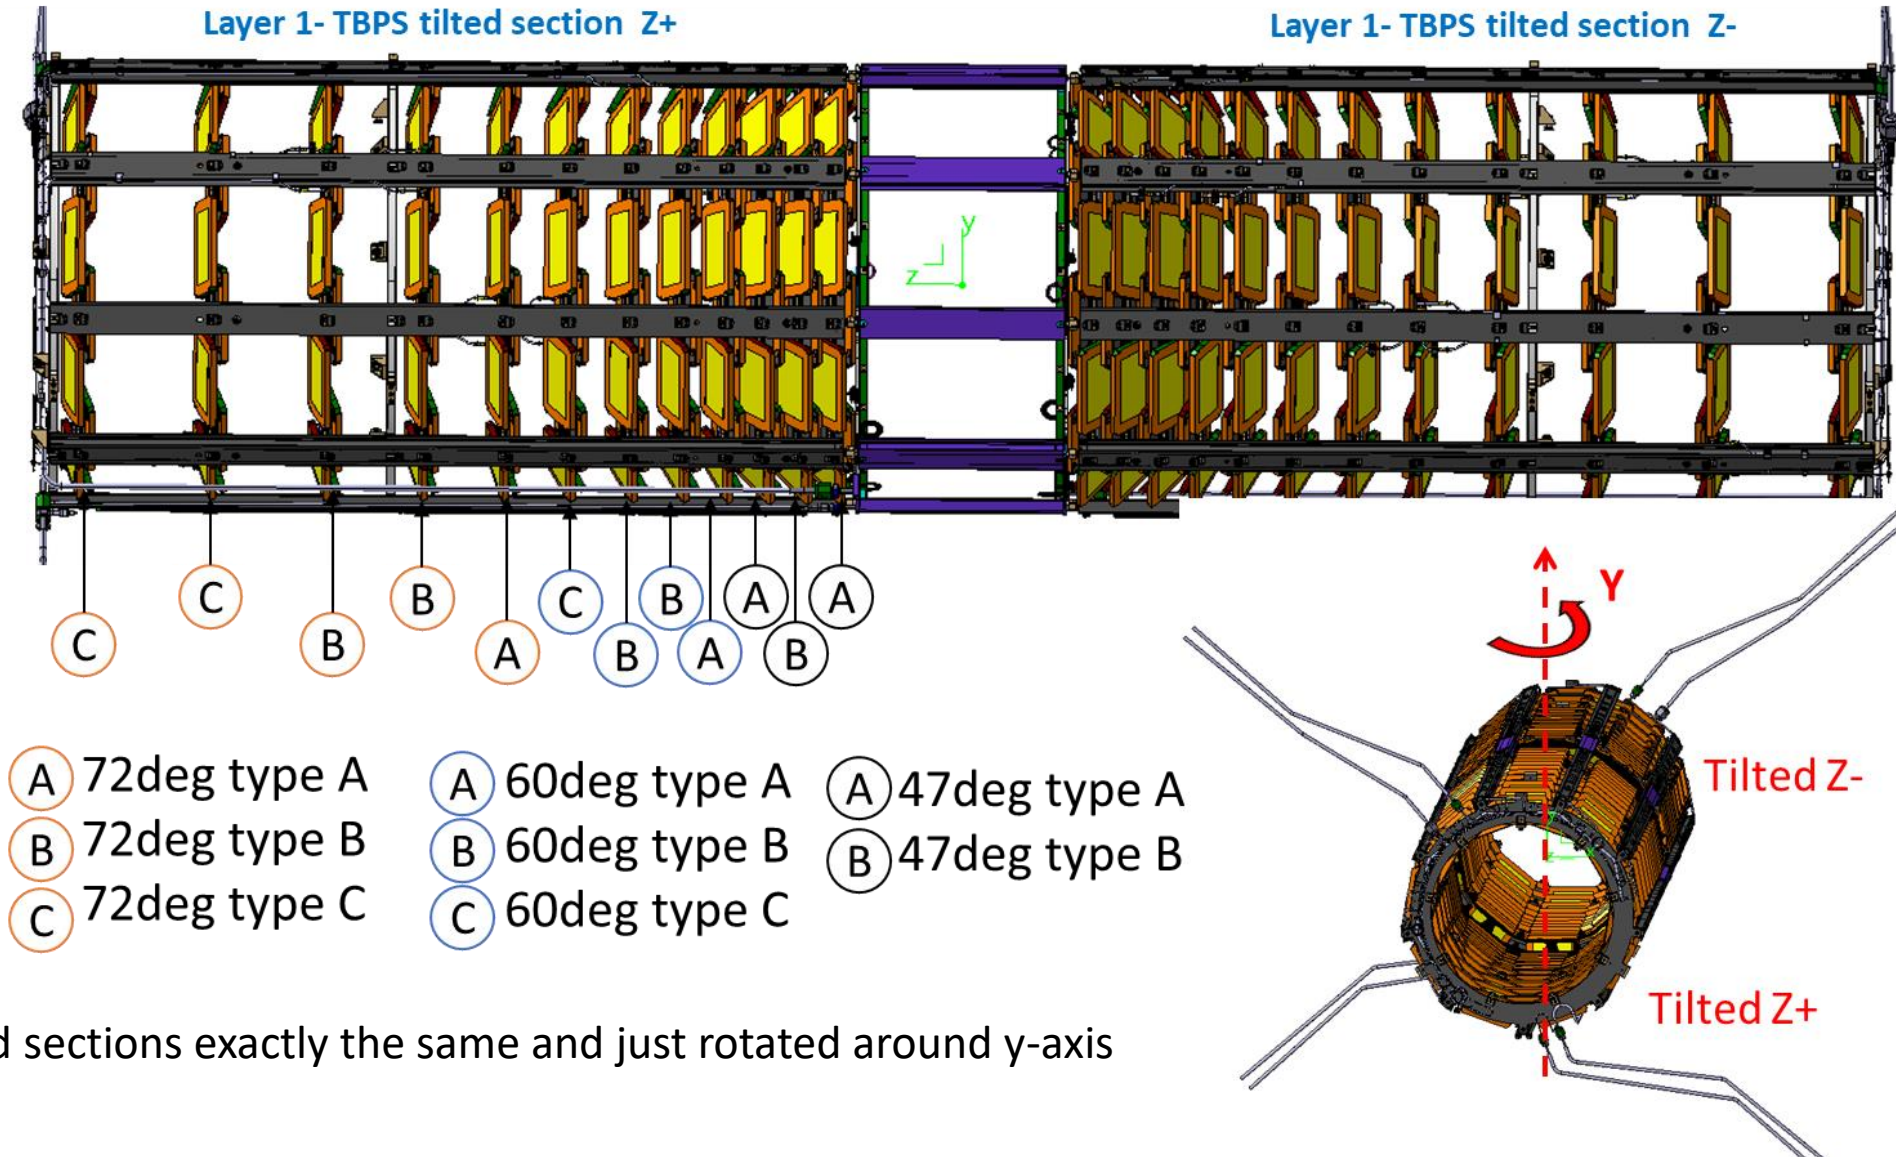 Layer 1- TBPS tilted section Z+
Layer 1- TBPS tilted section Z-
y
z
C
C
B
B
A
C
B
B
A
A
B
A
Y
A 72deg type A
B 72deg type B
C 72deg type C
A 60deg type A
B 60deg type B
C 60deg type C
A 47deg type A
B 47deg type B
Tilted Z-
Tilted Z+
sections exactly the same and just rotated around y-axis